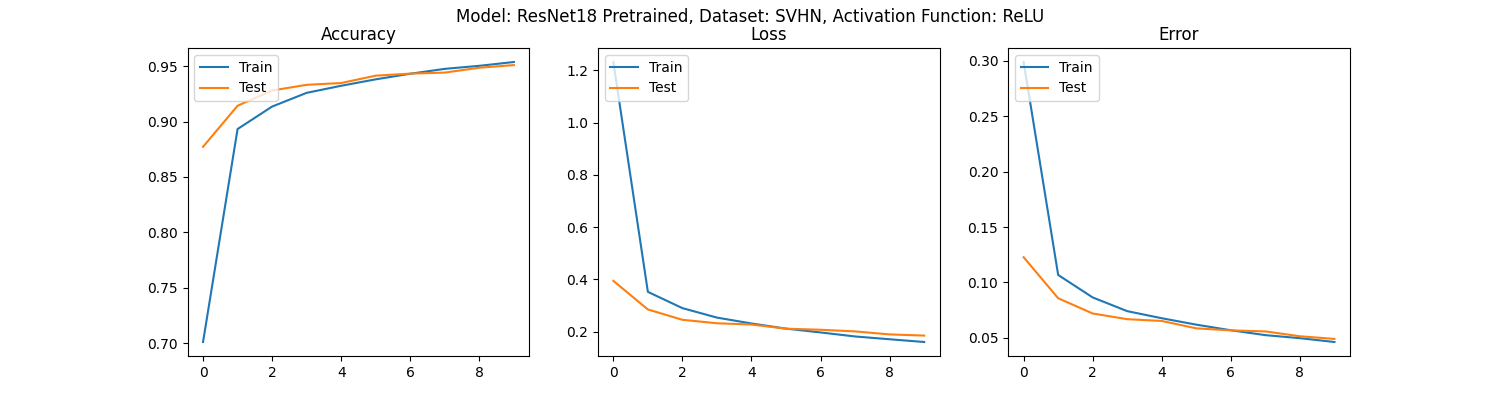 Model: ResNet18 Pretrained, Dataset: SVHN, Activation Function: ReLU
Accuracy
Train
Test
0.95
0.90
0.85
0.80
0.75
0.70
0 2 4 6 8
Loss
Train
Test
1.2
1.0
0.8
0.6
0.4
0.2
0 2 4 6 8
Error
Train
Test
0.30
0.25
0.20
0.15
0.10
0.05
0 2 4 6 8